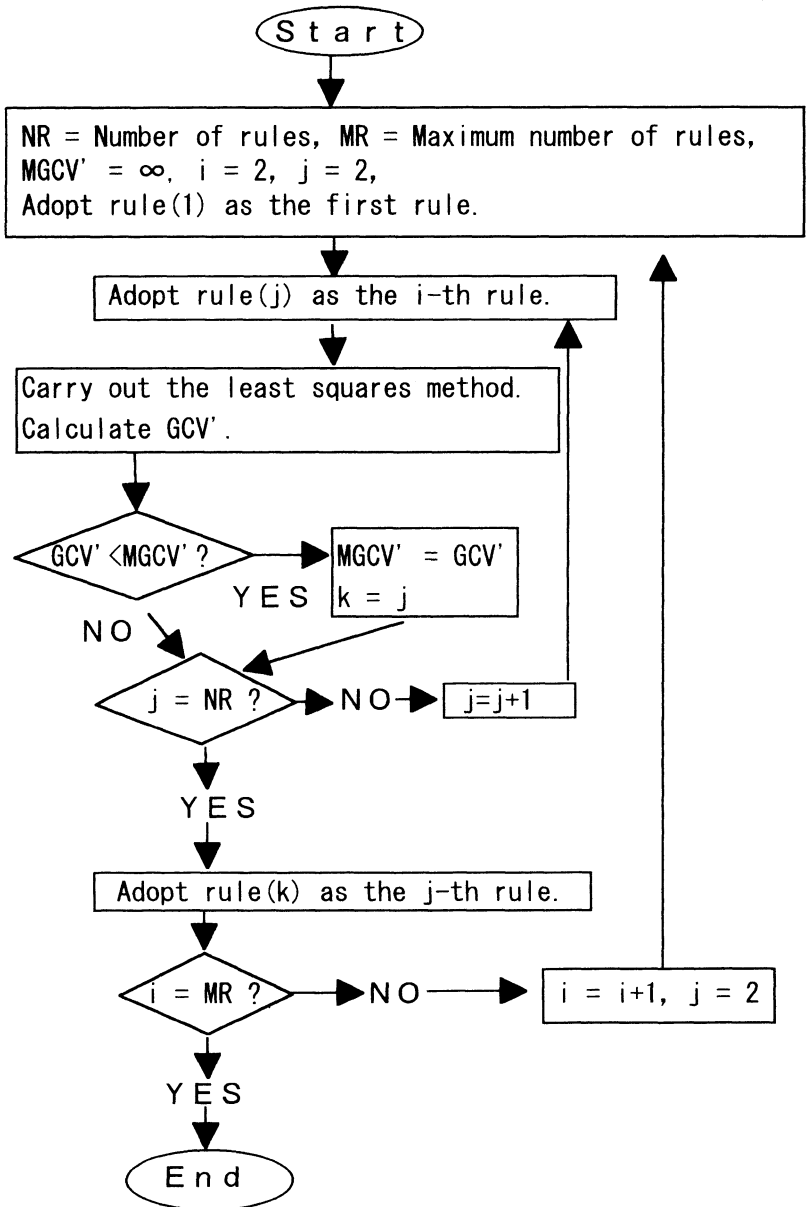 Start
NR = Number of rules, MR = Maximum number of rules,
MGCV' = ∞, i = 2, j = 2,
Adopt rule(1) as the first rule.
Adopt rule(j) as the i-th rule.
Carry out the least squares method.
Calculate GCV'.
GCV'<MGCV'?
YES
MGCV' = GCV'
k = j
NO
j = NR ?
NO
j=j+1
YES
Adopt rule(k) as the j-th rule.
i = MR ?
NO
i = i+1, j = 2
YES
End